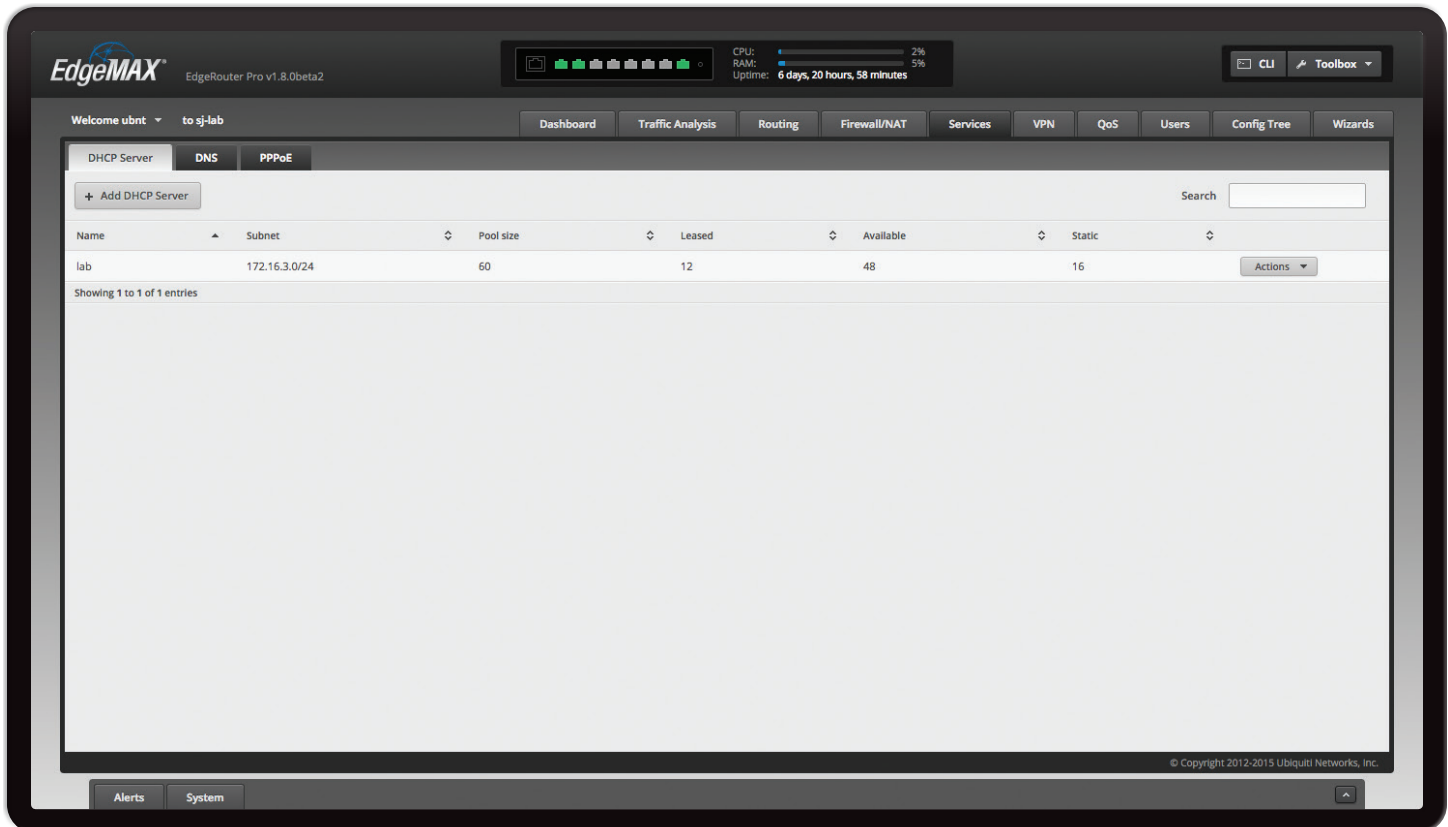 EdgeMAX® EdgeRouter Pro v1.8.0beta2
CPU: 2%
RAM: 5%
Uptime: 6 days, 20 hours, 58 minutes
CLI Toolbox
Welcome ubnt to sj-lab
Dashboard Traffic Analysis Routing Firewall/NAT Services VPN QoS Users Config Tree Wizards
DHCP Server DNS PPPoE
+ Add DHCP Server Search
Name Subnet Pool size Leased Available Static
lab 172.16.3.0/24 60 12 48 16 Actions
Showing 1 to 1 of 1 entries
© Copyright 2012-2015 Ubiquiti Networks, Inc.
Alerts System